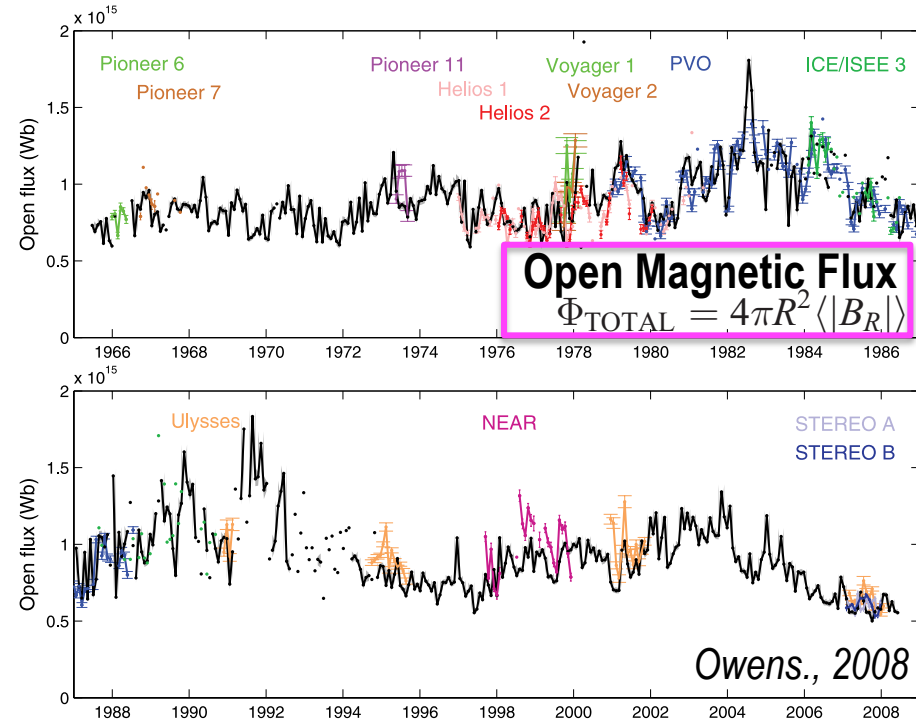 x 10^15
2
Pioneer 6 Pioneer 11 Voyager 1 PVO ICE/ISEE 3
Pioneer 7 Helios 1 Voyager 2
1.5
Helios 2
Open flux (Wb)
1
0.5
Open Magnetic Flux
Φ_TOTAL = 4πR²⟨|B_R|⟩
0
1966 1968 1970 1972 1974 1976 1978 1980 1982 1984 1986
x 10^15
2
Ulysses NEAR STEREO A
STEREO B
1.5
Open flux (Wb)
1
0.5
Owens., 2008
0
1988 1990 1992 1994 1996 1998 2000 2002 2004 2006 2008